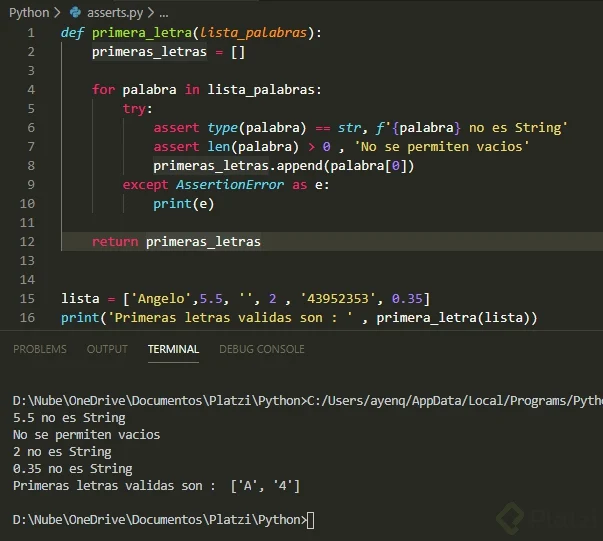 Python > asserts.py > ...
1 def primera_letra(lista_palabras):
2     primeras_letras = []
3
4     for palabra in lista_palabras:
5         try:
6             assert type(palabra) == str, f'{palabra} no es String'
7             assert len(palabra) > 0 , 'No se permiten vacios'
8             primeras_letras.append(palabra[0])
9         except AssertionError as e:
10             print(e)
11
12     return primeras_letras
13
14
15 lista = ['Angelo',5.5, '', 2 , '43952353', 0.35]
16 print('Primeras letras validas son : ' , primera_letra(lista))
PROBLEMS OUTPUT TERMINAL DEBUG CONSOLE
D:\Nube\OneDrive\Documentos\Platzi\Python>C:/Users/ayenq/AppData/Local/Programs/Pytho
5.5 no es String
No se permiten vacios
2 no es String
0.35 no es String
Primeras letras validas son :  ['A', '4']
D:\Nube\OneDrive\Documentos\Platzi\Python>
Platzi